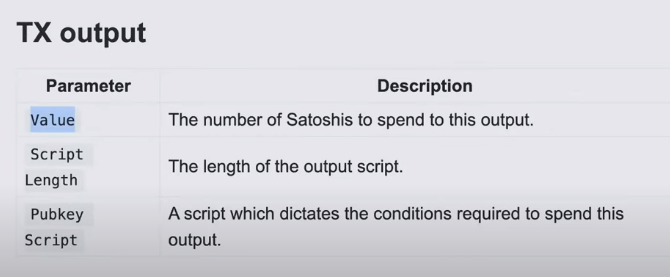 TX output
Parameter Description
Value The number of Satoshis to spend to this output.
Script
Length
The length of the output script.
Pubkey
Script
A script which dictates the conditions required to spend this
output.